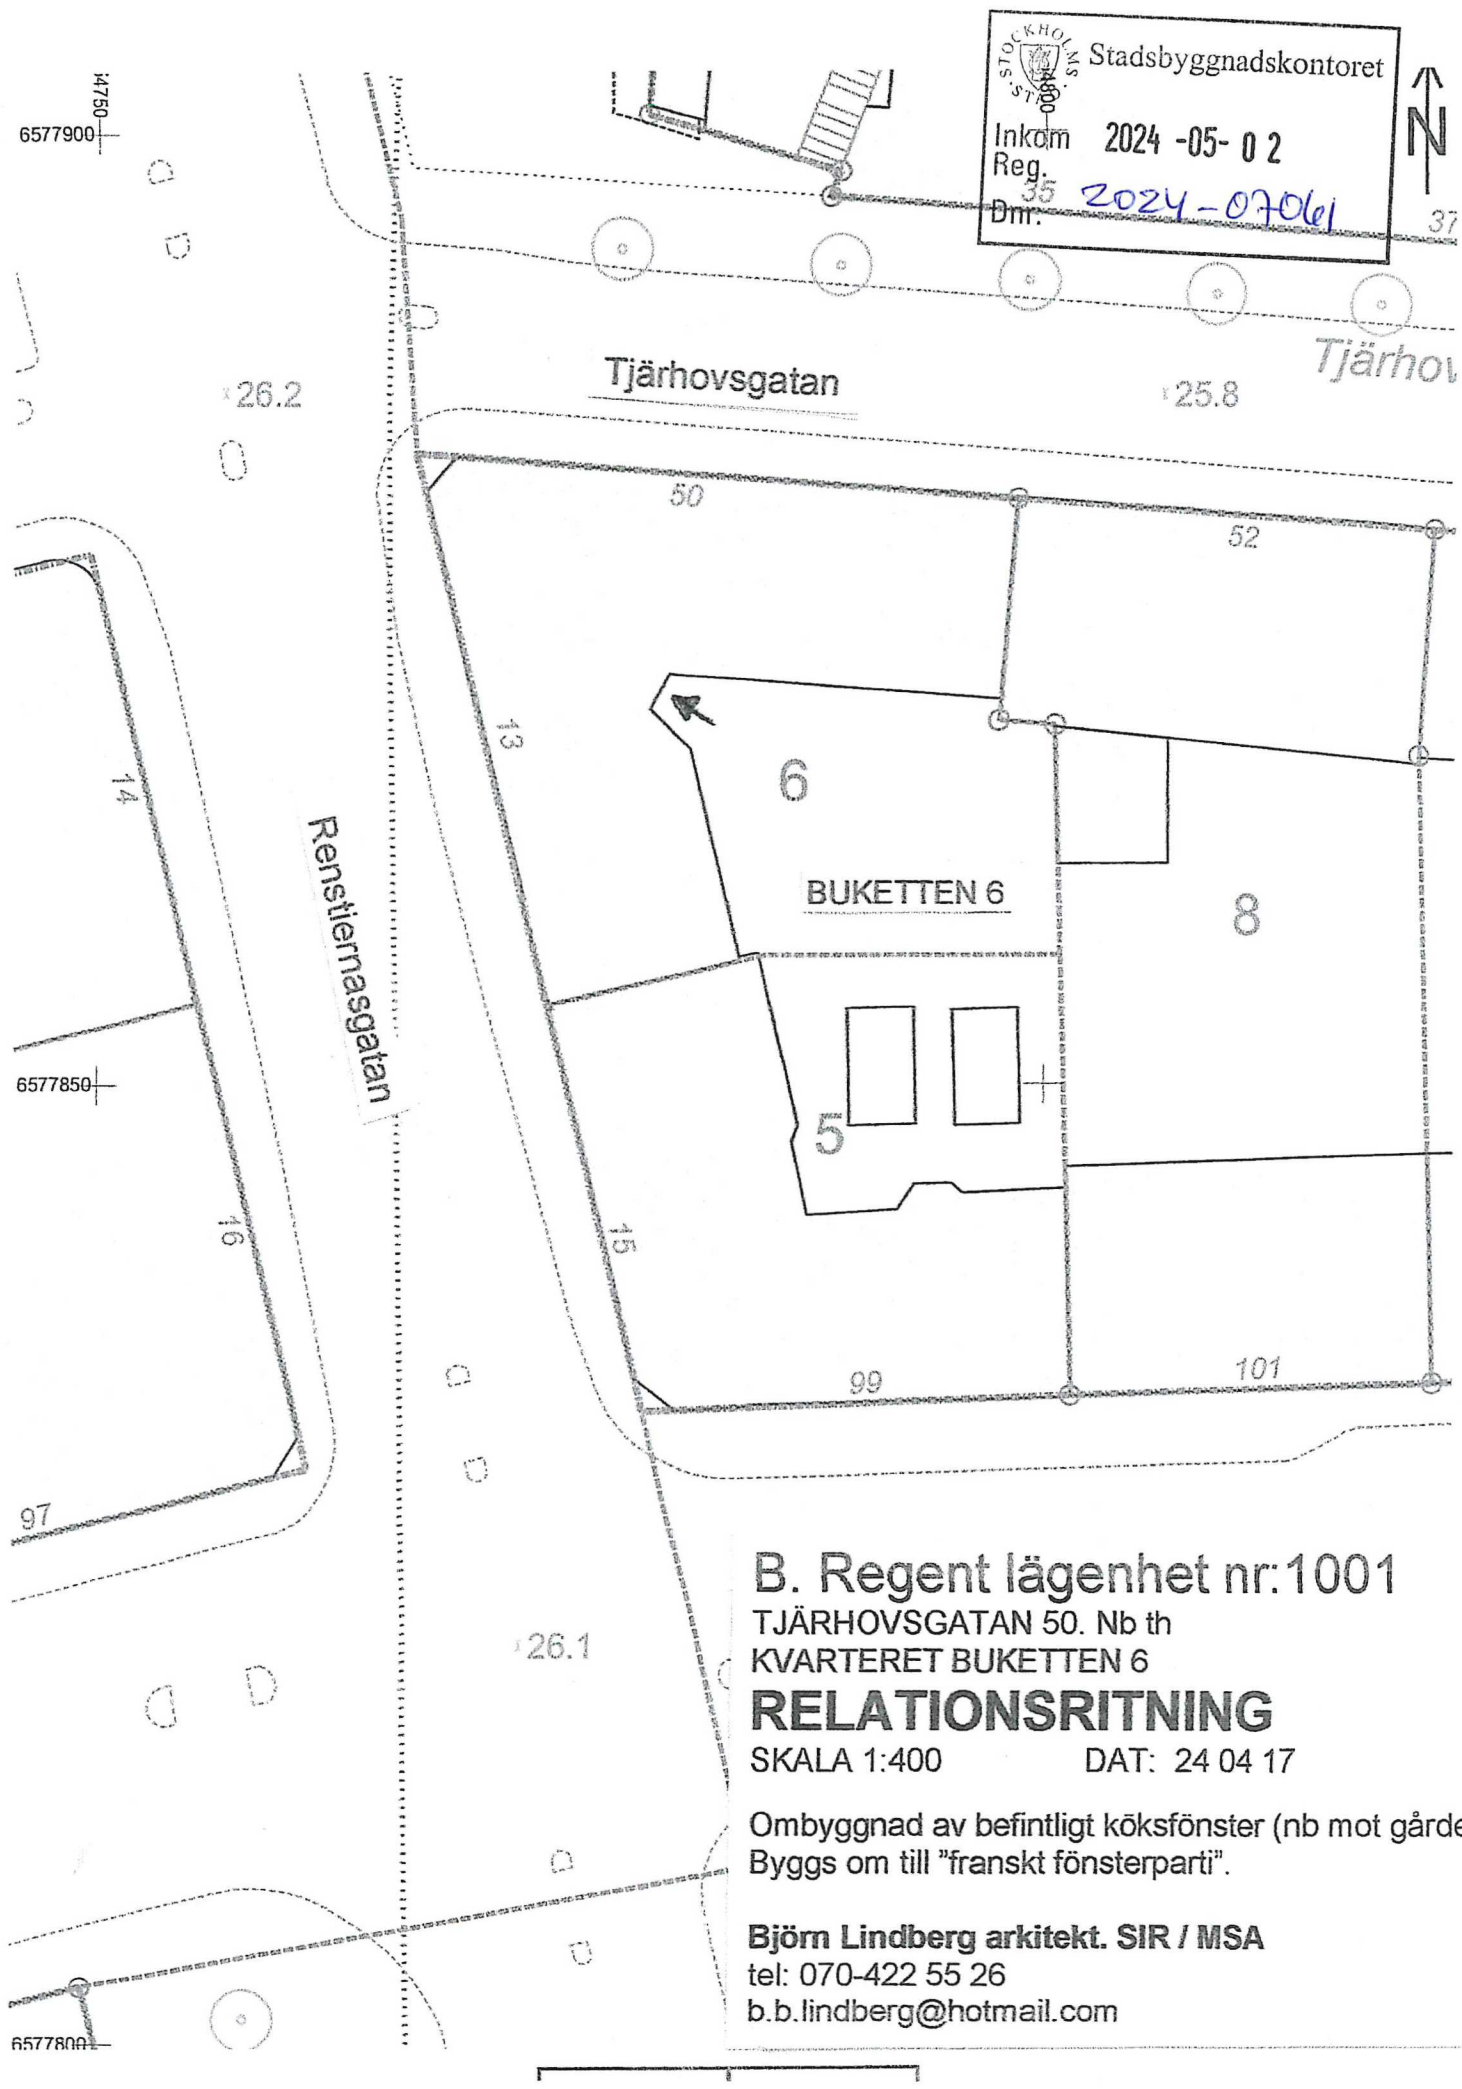 STOCKHOLMS STAD
Stadsbyggnadskontoret
Inkom 2024-05-02
Reg.
Dnr. 2024-07061
N
14750
4800
6577900
35
37
Tjärhovsgatan
Tjärhov
26.2
25.8
50
52
13
14
6
BUKETTEN 6
8
Renstiernasgatan
6577850
5
16
15
99
101
97
26.1
B. Regent lägenhet nr:1001
TJÄRHOVSGATAN 50. Nb th
KVARTERET BUKETTEN 6
RELATIONSRITNING
SKALA 1:400 DAT: 24 04 17
Ombyggnad av befintligt köksfönster (nb mot gårde
Byggs om till "franskt fönsterparti".
Björn Lindberg arkitekt. SIR / MSA
tel: 070-422 55 26
b.b.lindberg@hotmail.com
6577800